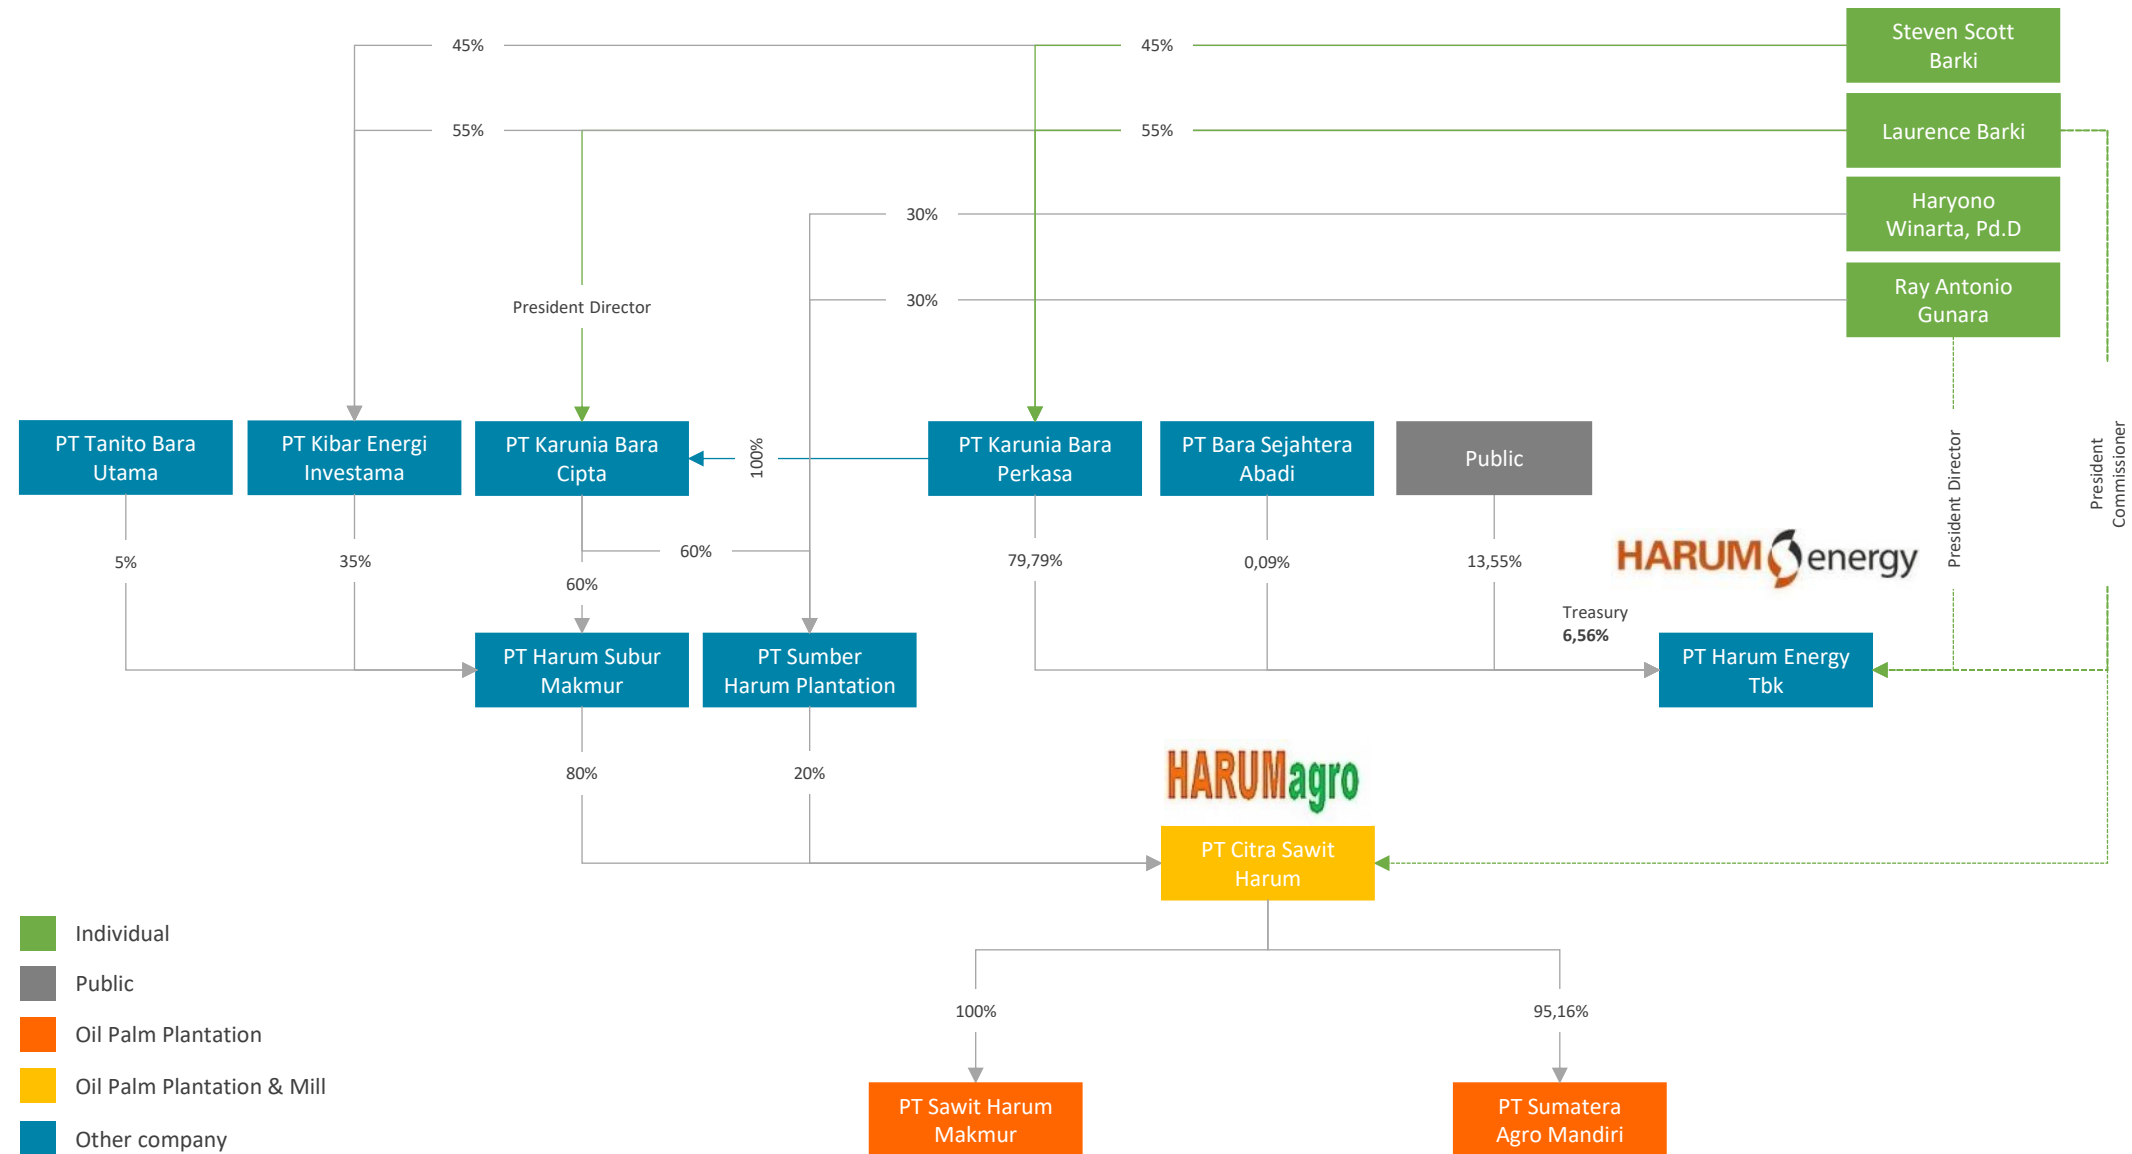 Steven Scott
Barki
45%
45%
Laurence Barki
55%
55%
Haryono
Winarta, Pd.D
30%
Ray Antonio
Gunara
30%
President Director
PT Tanito Bara
Utama
PT Kibar Energi
Investama
PT Karunia Bara
Cipta
100%
PT Karunia Bara
Perkasa
PT Bara Sejahtera
Abadi
Public
President Director
President
Commissioner
5%
35%
60%
60%
79,79%
0,09%
13,55%
HARUM energy
Treasury
6,56%
PT Harum Subur
Makmur
PT Sumber
Harum Plantation
PT Harum Energy
Tbk
80%
20%
HARUMagro
PT Citra Sawit
Harum
100%
95,16%
PT Sawit Harum
Makmur
PT Sumatera
Agro Mandiri
Individual
Public
Oil Palm Plantation
Oil Palm Plantation & Mill
Other company